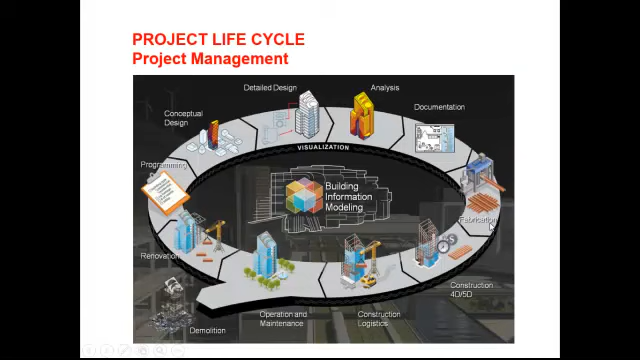 PROJECT LIFE CYCLE
Project Management
Detailed Design
Analysis
Conceptual
Design
Documentation
VISUALIZATION
Programming
Building
Information
Modeling
Fabrication
Renovation
Construction
4D/5D
Operation and
Maintenance
Construction
Logistics
Demolition